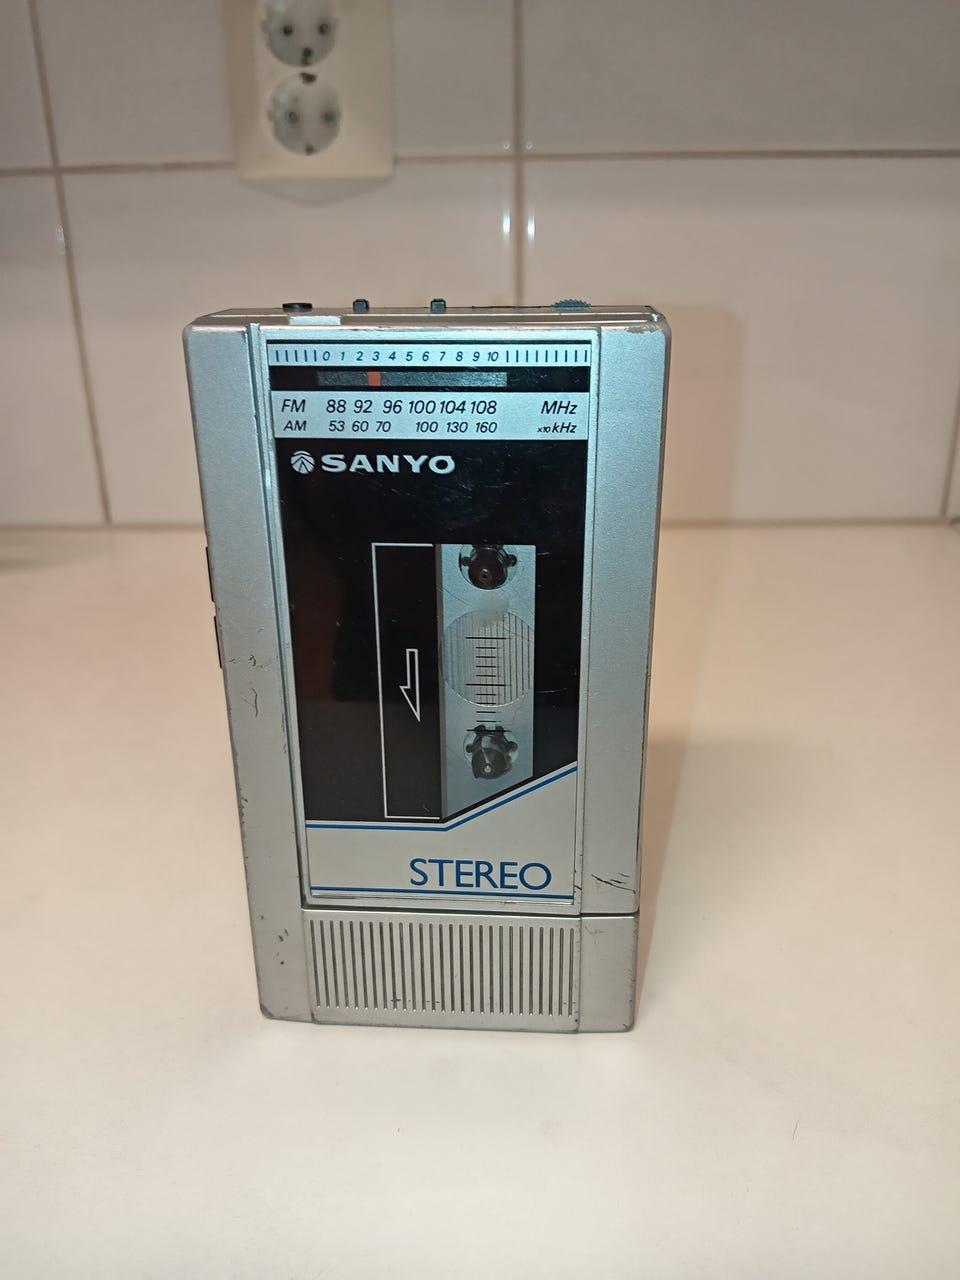 0 1 2 3 4 5 6 7 8 9 10
FM 88 92 96 100 104 108 MHz
AM 53 60 70 100 130 160 x10 kHz
SANYO
STEREO